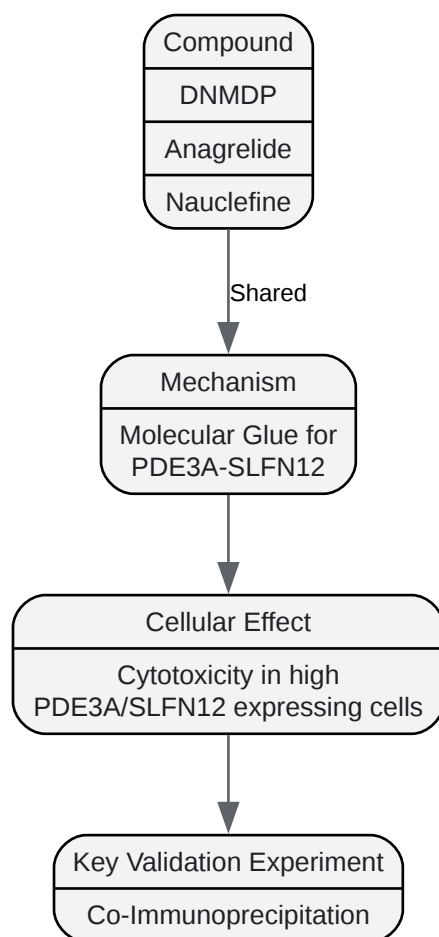 Compound
DNMDP
Anagrelide
Nauclefine
Shared
Mechanism
Molecular Glue for
PDE3A-SLFN12
Cellular Effect
Cytotoxicity in high
PDE3A/SLFN12 expressing cells
Key Validation Experiment
Co-Immunoprecipitation